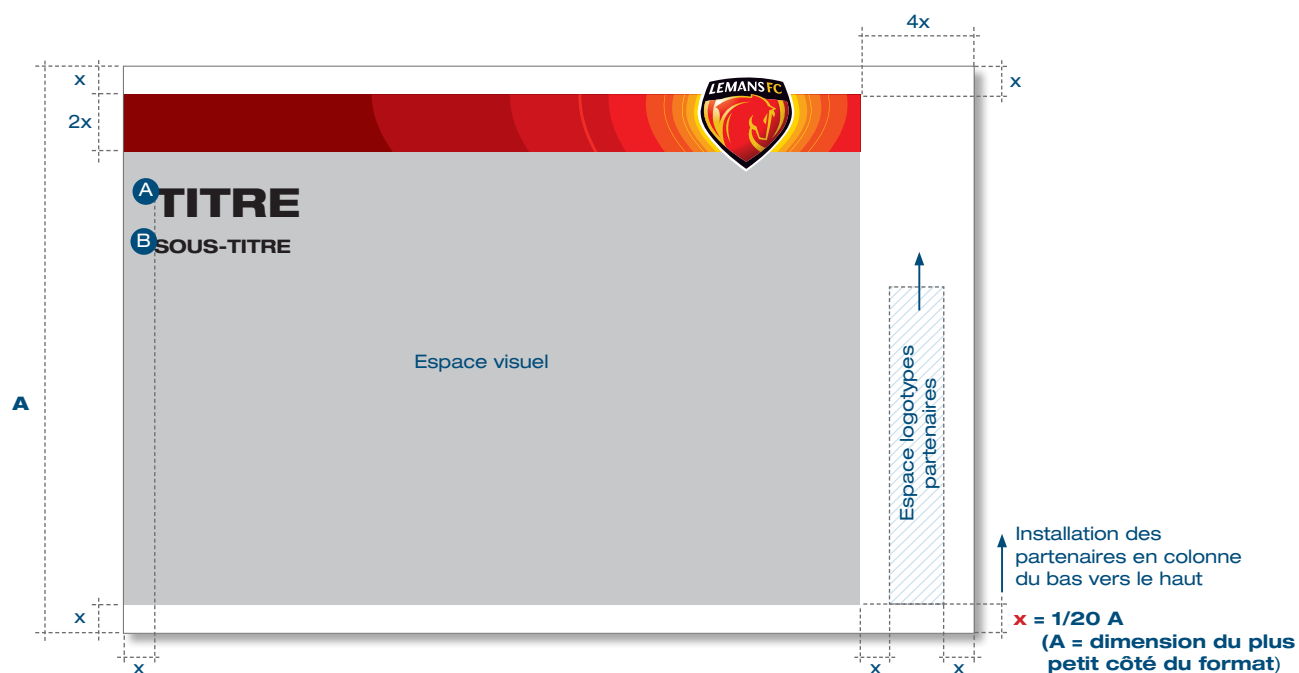 4x
x
x
LEMANS FC
2x
A
TITRE
B
SOUS-TITRE
Espace visuel
A
Espace logotypes
partenaires
Installation des
partenaires en colonne
du bas vers le haut
x
x = 1/20 A
(A = dimension du plus
petit côté du format)
x
x
x